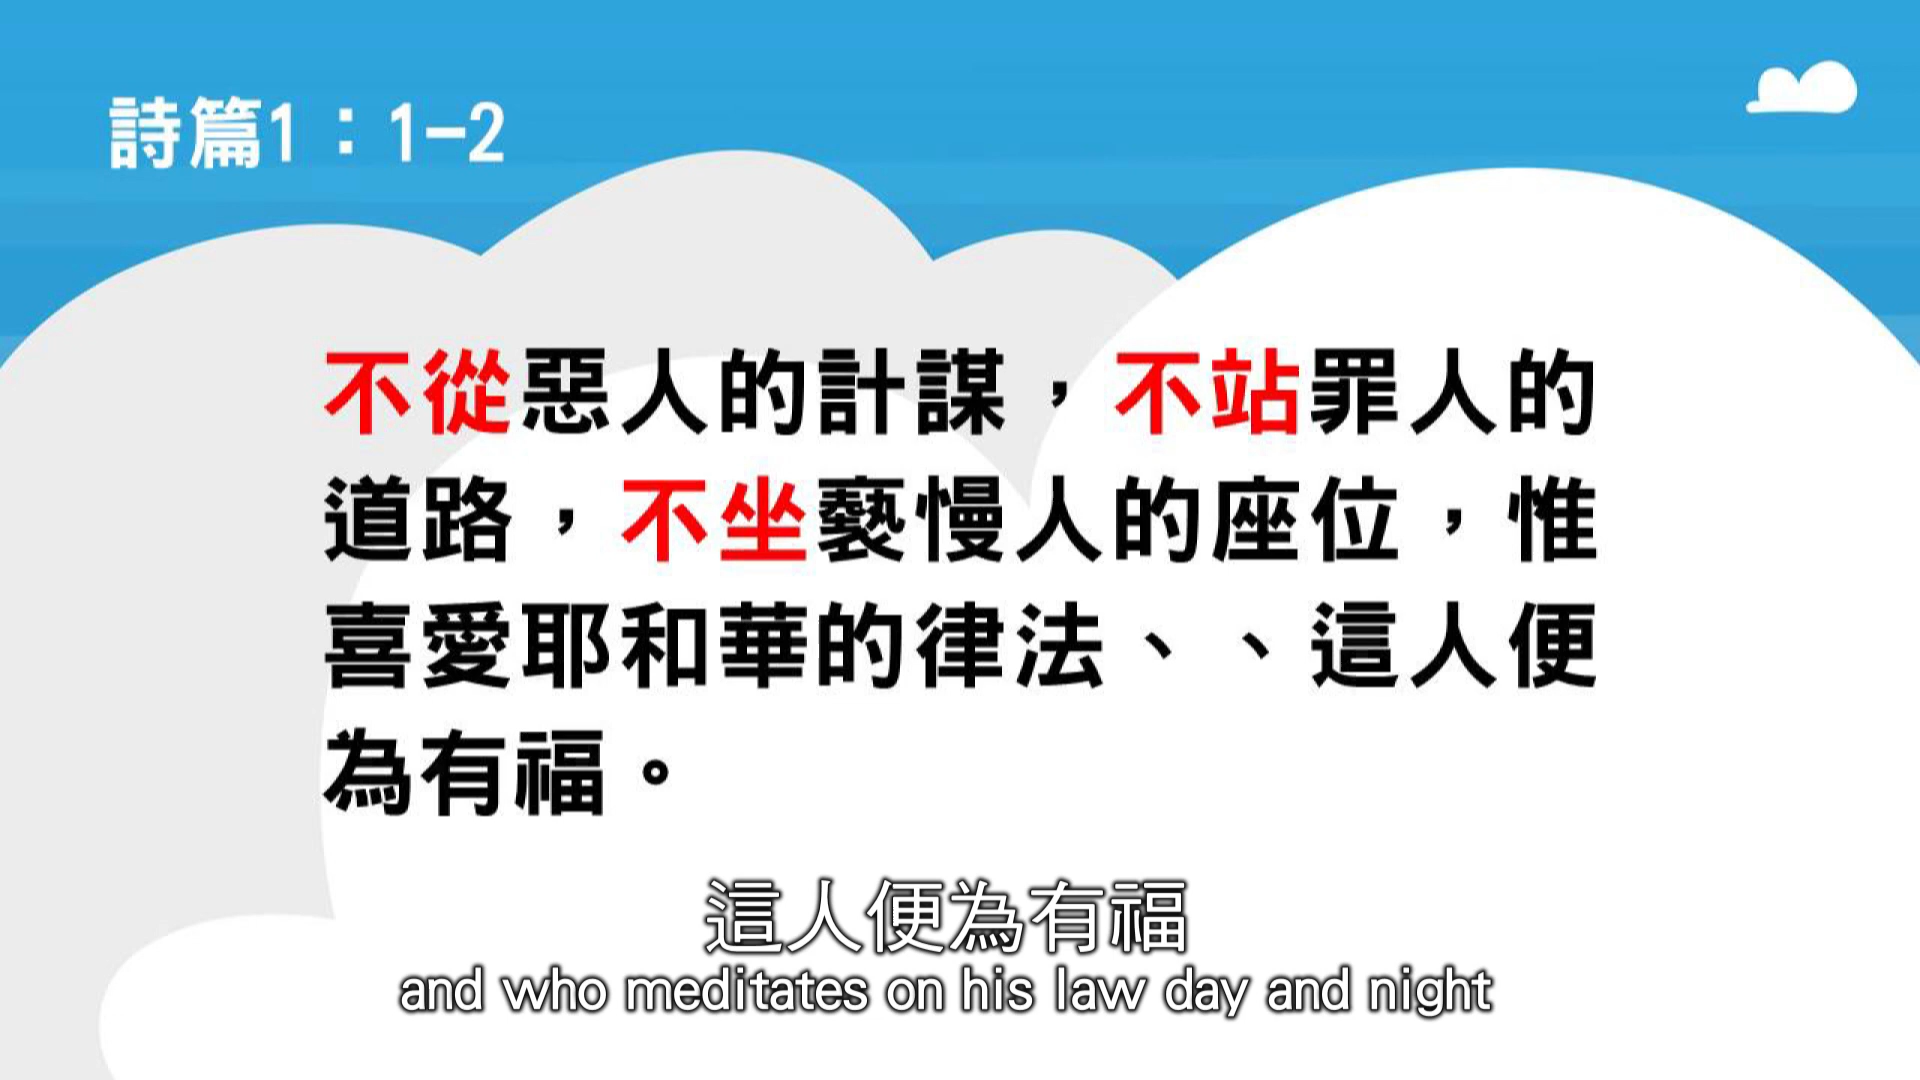 詩篇1：1-2
不從惡人的計謀，不站罪人的
道路，不坐褻慢人的座位，惟
喜愛耶和華的律法、、這人便
為有福。
這人便為有福
and who meditates on his law day and night